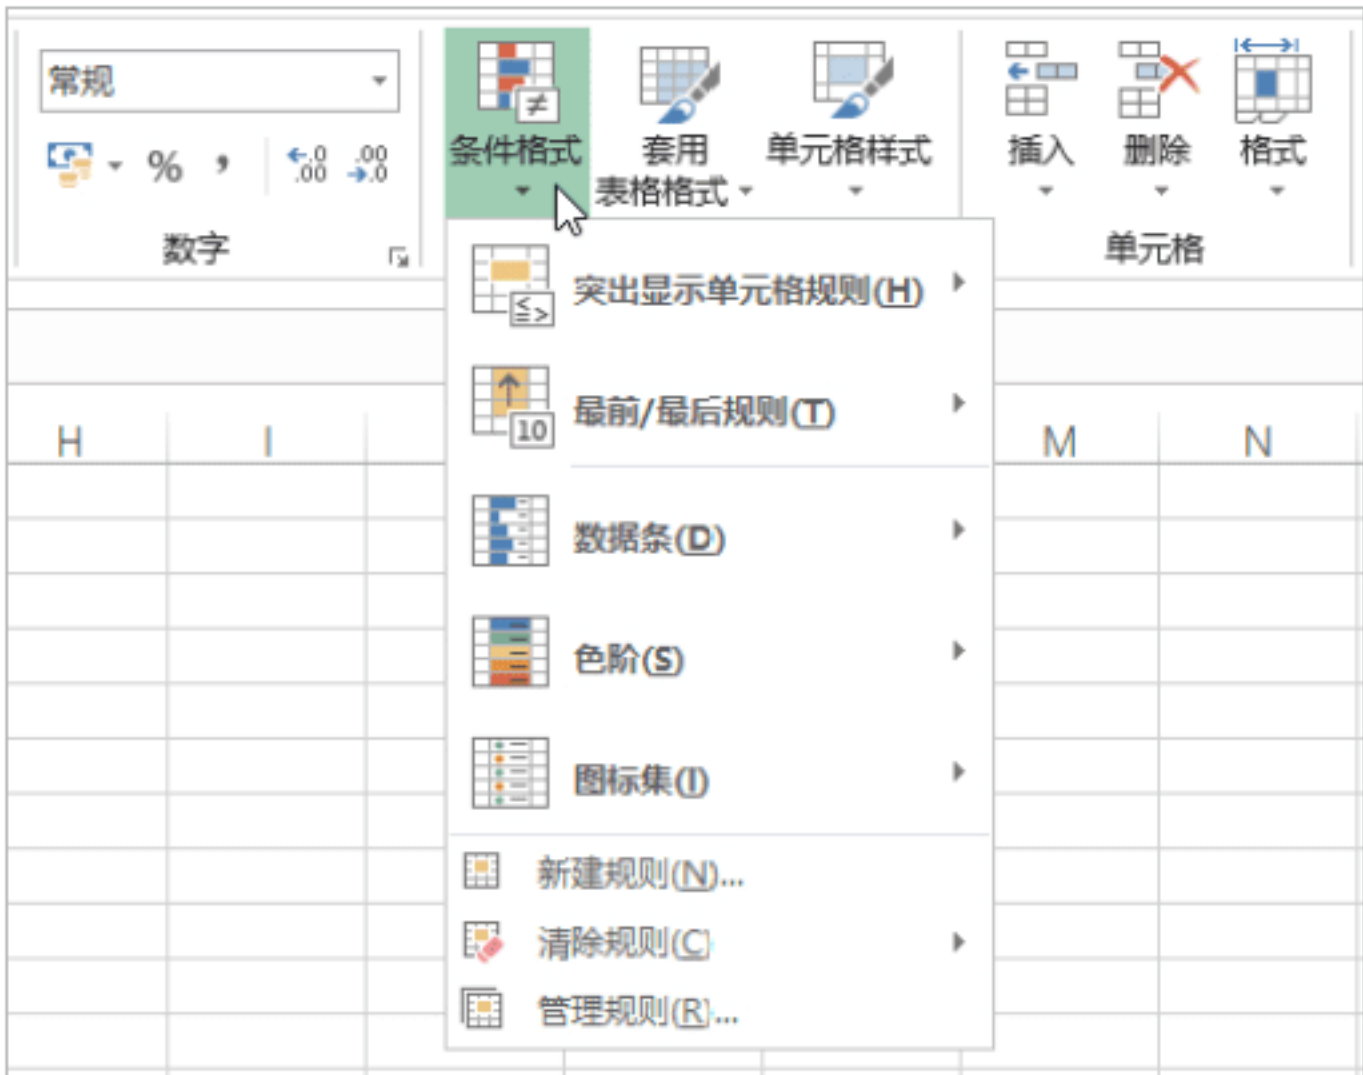 常规
% , ←.0 .00
.00 →.0
数字
条件格式
套用
表格格式
单元格样式
插入
删除
格式
单元格
突出显示单元格规则(H)
10
最前/最后规则(T)
数据条(D)
色阶(S)
图标集(I)
新建规则(N)...
清除规则(C)
管理规则(R)...
H I M N